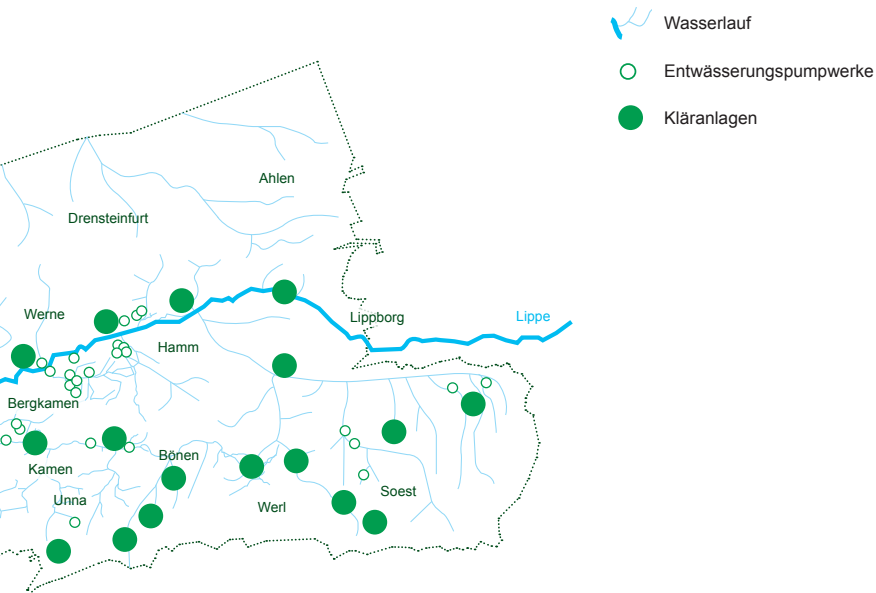 Wasserlauf
Entwässerungspumpwerke
Kläranlagen
Ahlen
Drensteinfurt
Werne
Lippborg
Lippe
Hamm
Bergkamen
Bönen
Kamen
Soest
Unna
Werl